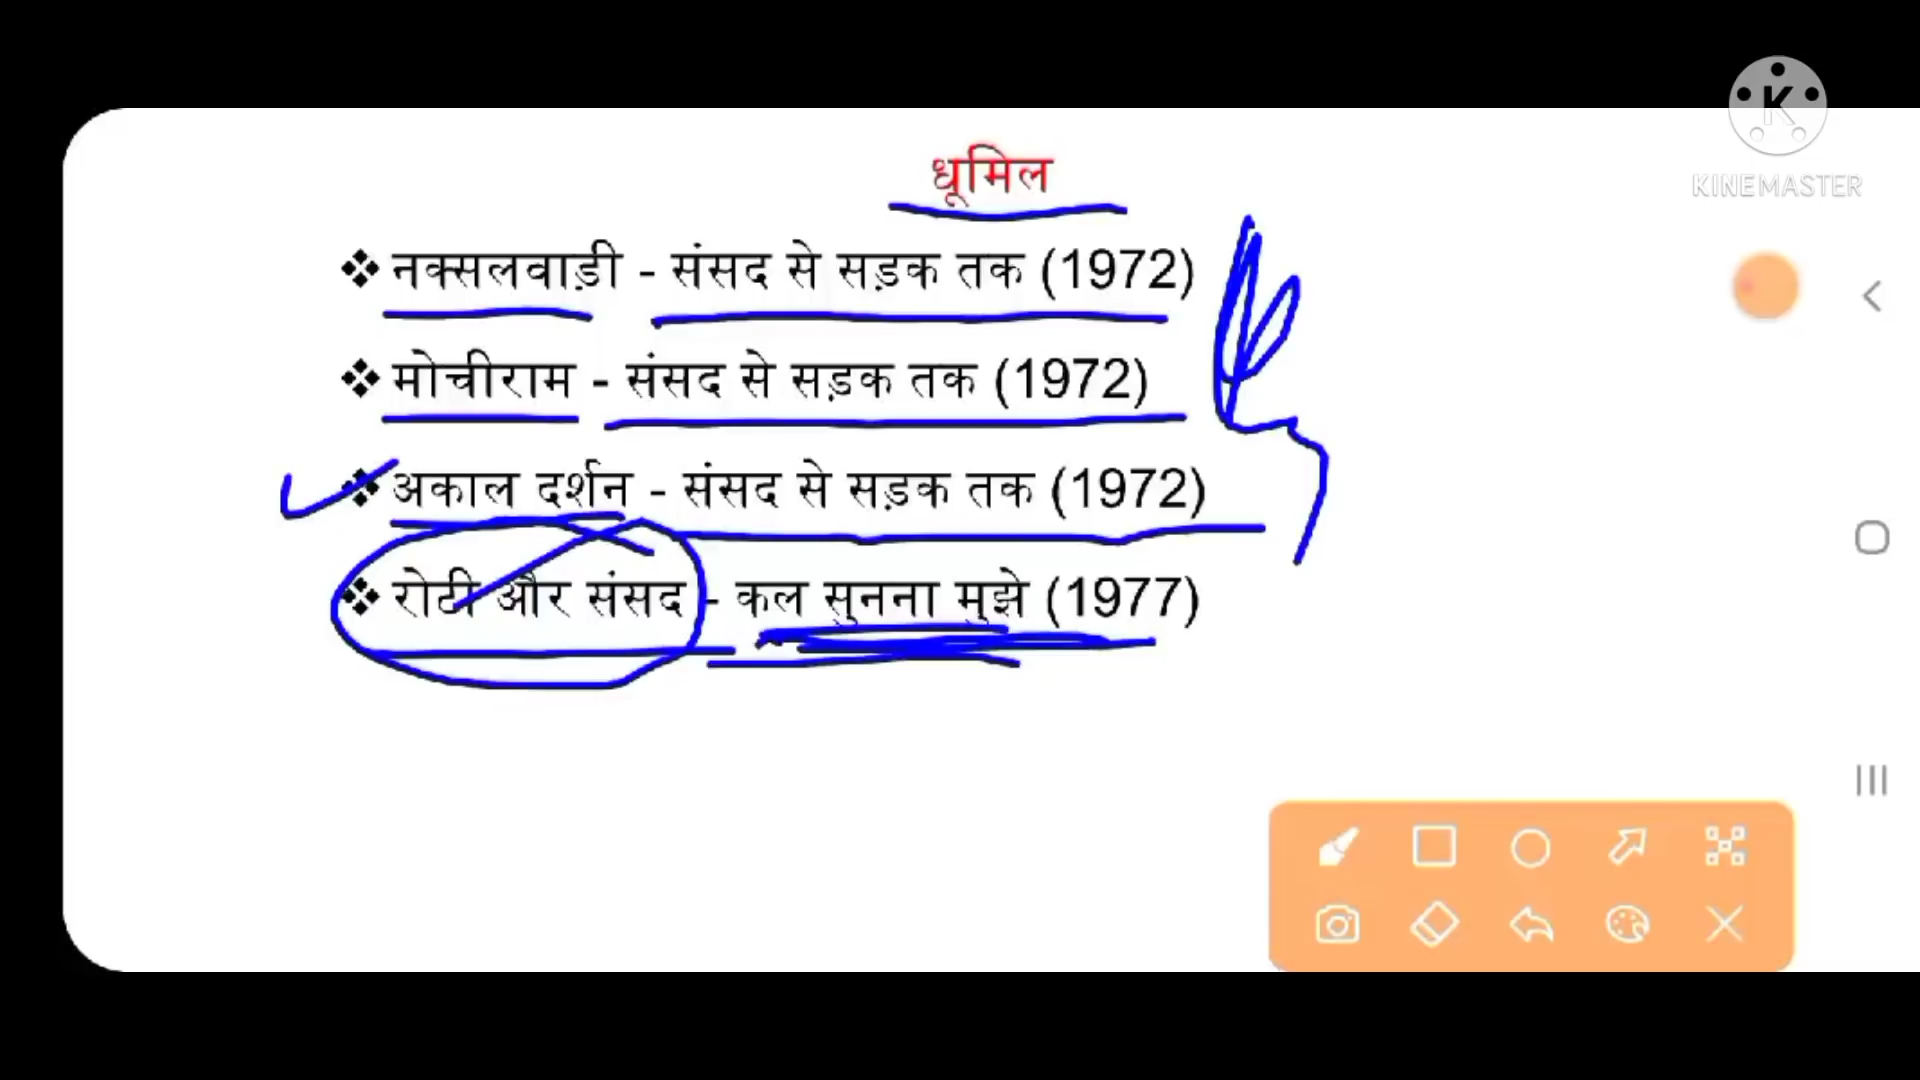 धूमिल
❖ नक्सलवाड़ी - संसद से सड़क तक (1972)
❖ मोचीराम - संसद से सड़क तक (1972)
❖ अकाल दर्शन - संसद से सड़क तक (1972)
❖ रोटी और संसद - कल सुनना मुझे (1977)
K
KINEMASTER